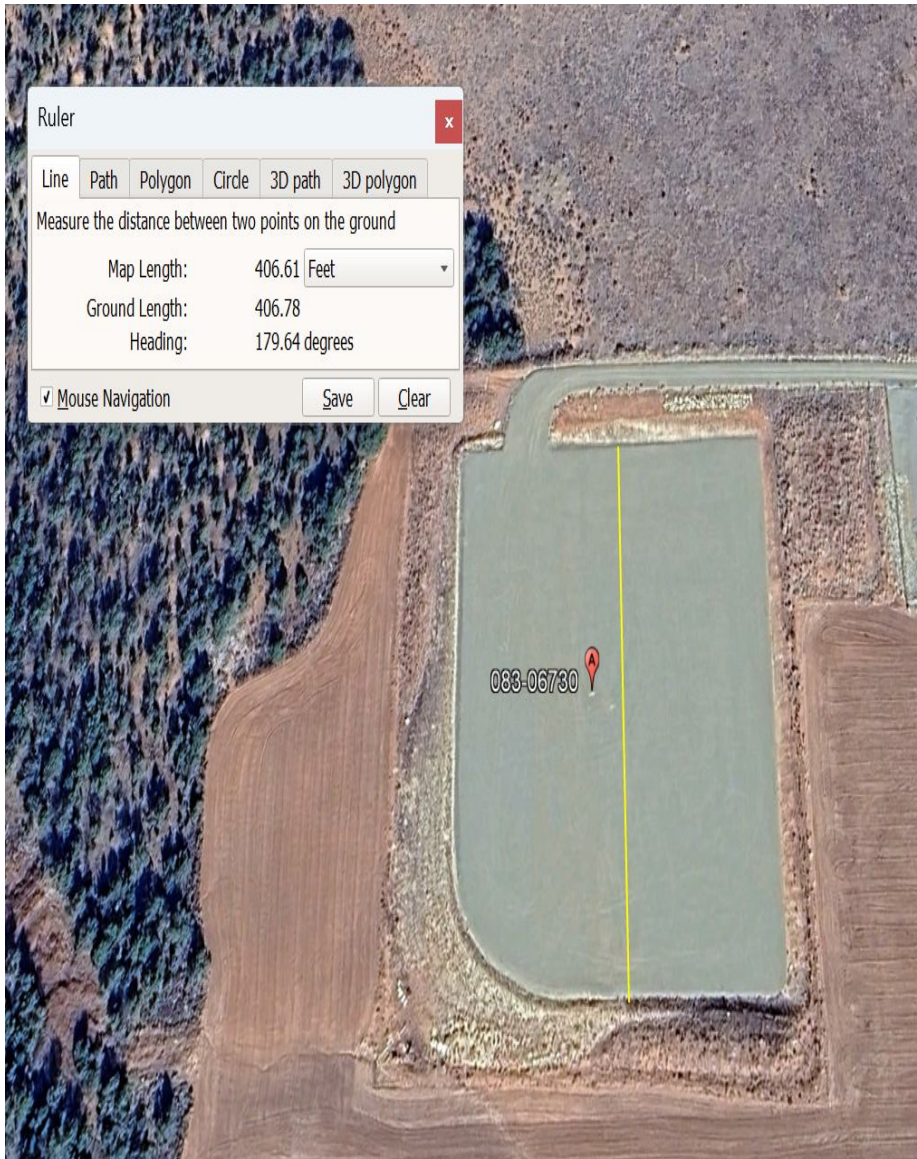 Ruler
x
Line Path Polygon Circle 3D path 3D polygon
Measure the distance between two points on the ground
Map Length: 406.61 Feet
Ground Length: 406.78
Heading: 179.64 degrees
Mouse Navigation Save Clear
A
083-06730